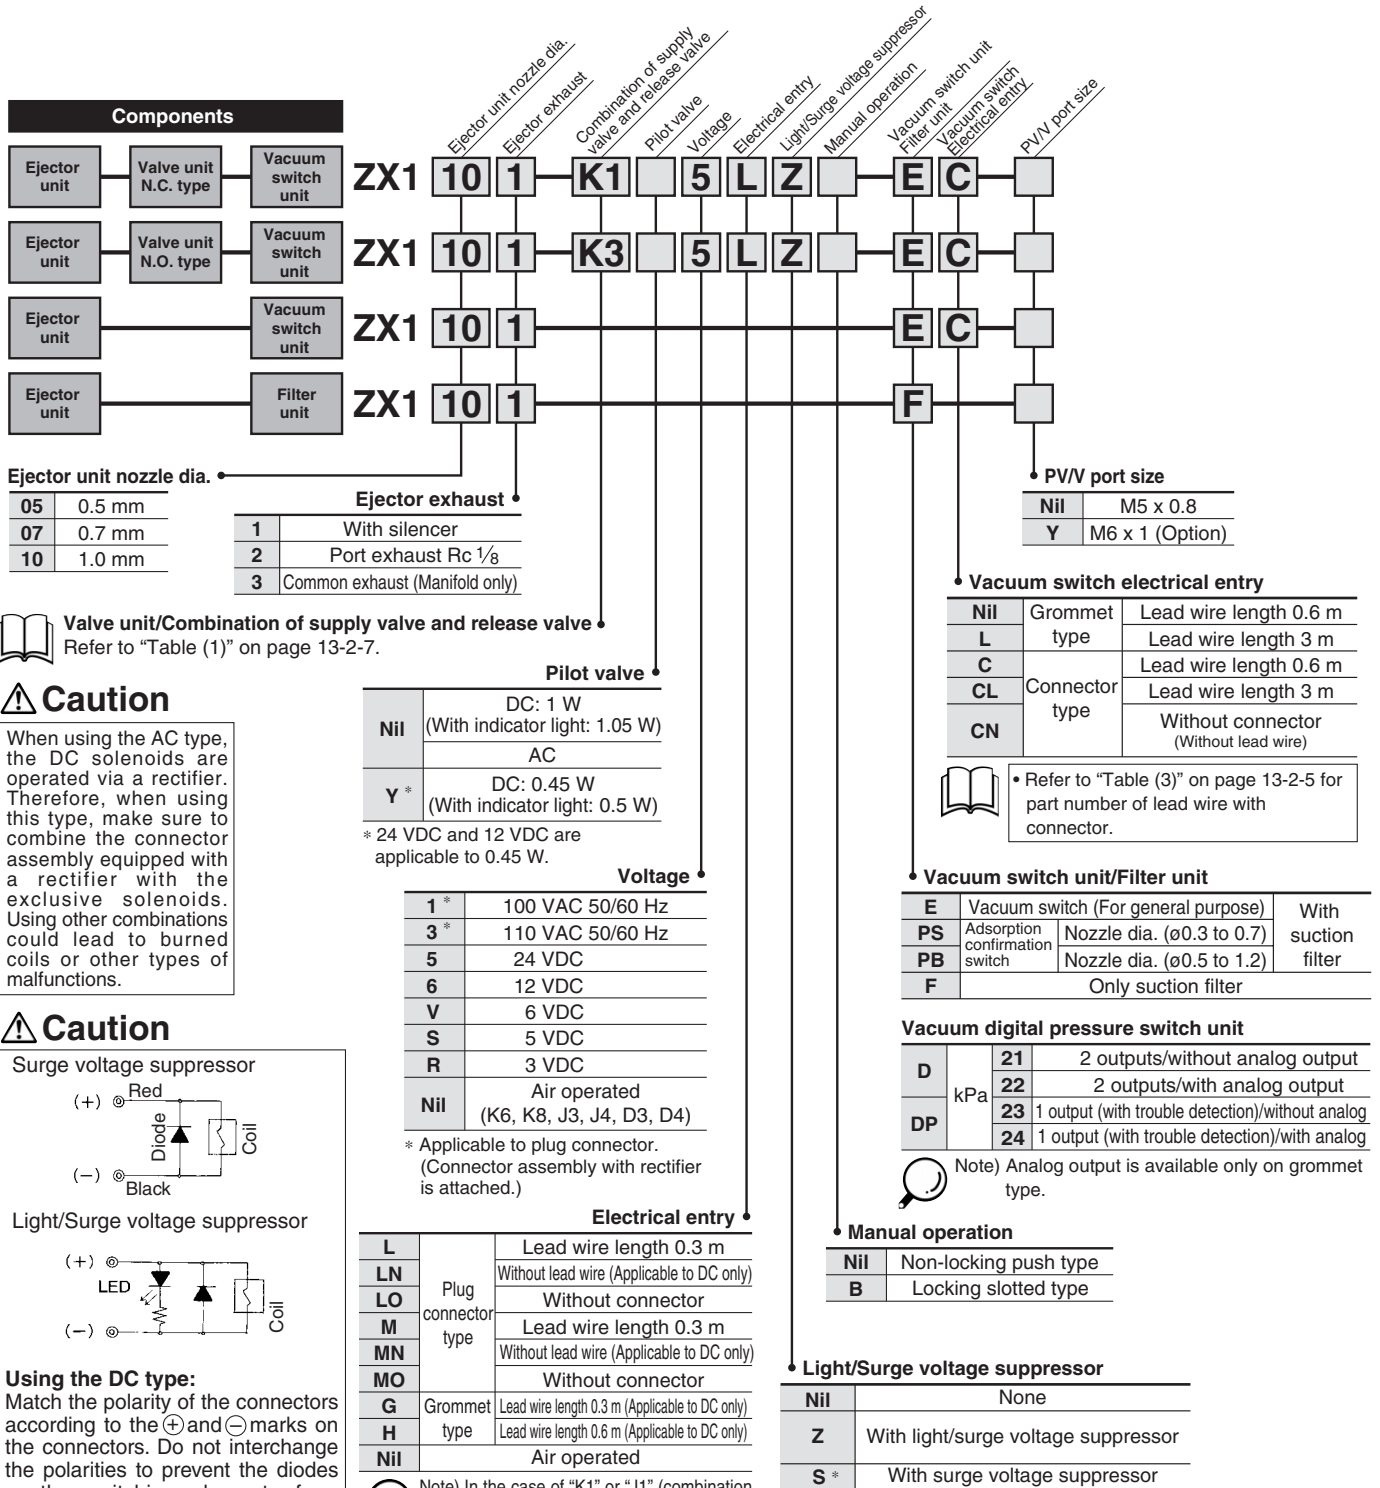 Ejector unit nozzle dia.
Ejector exhaust
Combination of supply
valve and release valve
Pilot valve
Voltage
Electrical entry
Light/Surge voltage suppressor
Manual operation
Vacuum switch unit
Filter unit
Vacuum switch
Electrical entry
PV/V port size
Components
Ejector
unit
Valve unit
N.C. type
Vacuum
switch
unit
ZX1 10 1 K1 5 L Z E C
Ejector
unit
Valve unit
N.O. type
Vacuum
switch
unit
ZX1 10 1 K3 5 L Z E C
Ejector
unit
Vacuum
switch
unit
ZX1 10 1 E C
Ejector
unit
Filter
unit
ZX1 10 1 F
Ejector unit nozzle dia.
05 0.5 mm
07 0.7 mm
10 1.0 mm
Ejector exhaust
1 With silencer
2 Port exhaust Rc 1/8
3 Common exhaust (Manifold only)
Valve unit/Combination of supply valve and release valve
Refer to “Table (1)” on page 13-2-7.
Caution
When using the AC type,
the DC solenoids are
operated via a rectifier.
Therefore, when using
this type, make sure to
combine the connector
assembly equipped with
a rectifier with the
exclusive solenoids.
Using other combinations
could lead to burned
coils or other types of
malfunctions.
Caution
Surge voltage suppressor
(+) Red
Diode
Coil
(−) Black
Light/Surge voltage suppressor
(+)
LED
Coil
(−)
Using the DC type:
Match the polarity of the connectors
according to the ⊕ and ⊖ marks on
the connectors. Do not interchange
the polarities to prevent the diodes
Pilot valve
Nil DC: 1 W
(With indicator light: 1.05 W)
AC
Y * DC: 0.45 W
(With indicator light: 0.5 W)
* 24 VDC and 12 VDC are
applicable to 0.45 W.
Voltage
1 * 100 VAC 50/60 Hz
3 * 110 VAC 50/60 Hz
5 24 VDC
6 12 VDC
V 6 VDC
S 5 VDC
R 3 VDC
Nil Air operated
(K6, K8, J3, J4, D3, D4)
* Applicable to plug connector.
(Connector assembly with rectifier
is attached.)
Electrical entry
Plug
connector
type
L Lead wire length 0.3 m
LN Without lead wire (Applicable to DC only)
LO Without connector
M Lead wire length 0.3 m
MN Without lead wire (Applicable to DC only)
MO Without connector
Grommet
type
G Lead wire length 0.3 m (Applicable to DC only)
H Lead wire length 0.6 m (Applicable to DC only)
Nil Air operated
Note) In the case of “K1” or “J1” (combination
PV/V port size
Nil M5 x 0.8
Y M6 x 1 (Option)
Vacuum switch electrical entry
Grommet
type
Nil Lead wire length 0.6 m
L Lead wire length 3 m
Connector
type
C Lead wire length 0.6 m
CL Lead wire length 3 m
CN Without connector
(Without lead wire)
• Refer to “Table (3)” on page 13-2-5 for
part number of lead wire with
connector.
Vacuum switch unit/Filter unit
E Vacuum switch (For general purpose)
With
suction
filter
Adsorption
confirmation
switch
PS Nozzle dia. (ø0.3 to 0.7)
PB Nozzle dia. (ø0.5 to 1.2)
F Only suction filter
Vacuum digital pressure switch unit
kPa
D 21 2 outputs/without analog output
22 2 outputs/with analog output
DP 23 1 output (with trouble detection)/without analog
24 1 output (with trouble detection)/with analog
Note) Analog output is available only on grommet
type.
Manual operation
Nil Non-locking push type
B Locking slotted type
Light/Surge voltage suppressor
Nil None
Z With light/surge voltage suppressor
S * With surge voltage suppressor